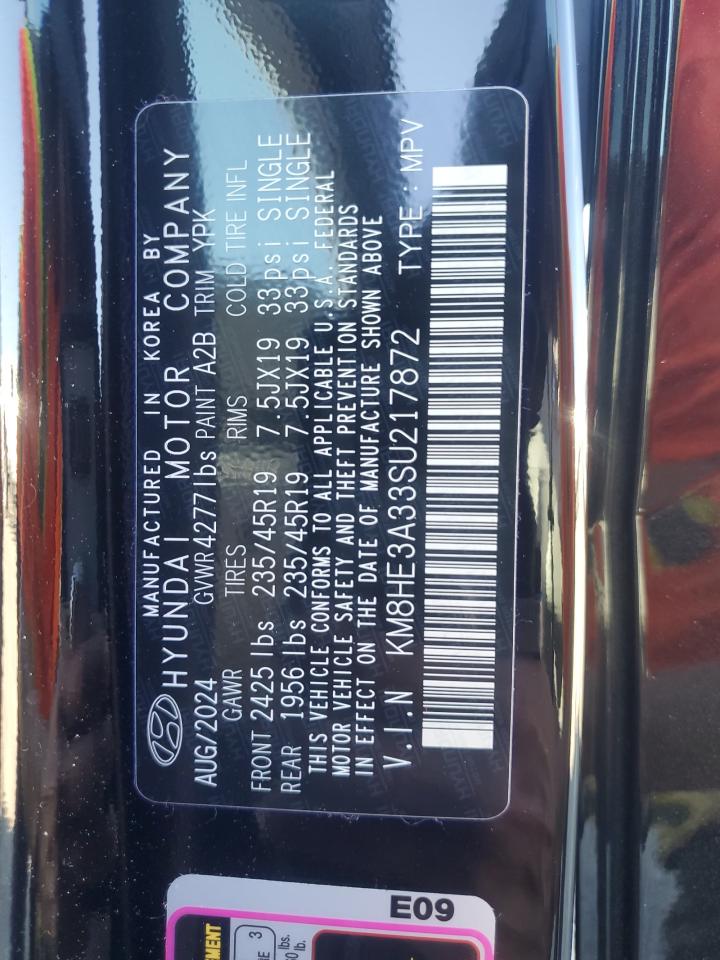 MANUFACTURED IN KOREA BY
HYUNDAI MOTOR COMPANY
AUG/2024 GVWR 4277lbs PAINT A2B TRIM YPK
GAWR TIRES RIMS COLD TIRE INFL
FRONT 2425 lbs 235/45R19 7.5JX19 33psi SINGLE
REAR 1956 lbs 235/45R19 7.5JX19 33psi SINGLE
THIS VEHICLE CONFORMS TO ALL APPLICABLE U.S.A. FEDERAL
MOTOR VEHICLE SAFETY AND THEFT PREVENTION STANDARDS
IN EFFECT ON THE DATE OF MANUFACTURE SHOWN ABOVE
V.I.N KM8HE3A33SU217872 TYPE : MPV
E09
3
lbs.
lb.